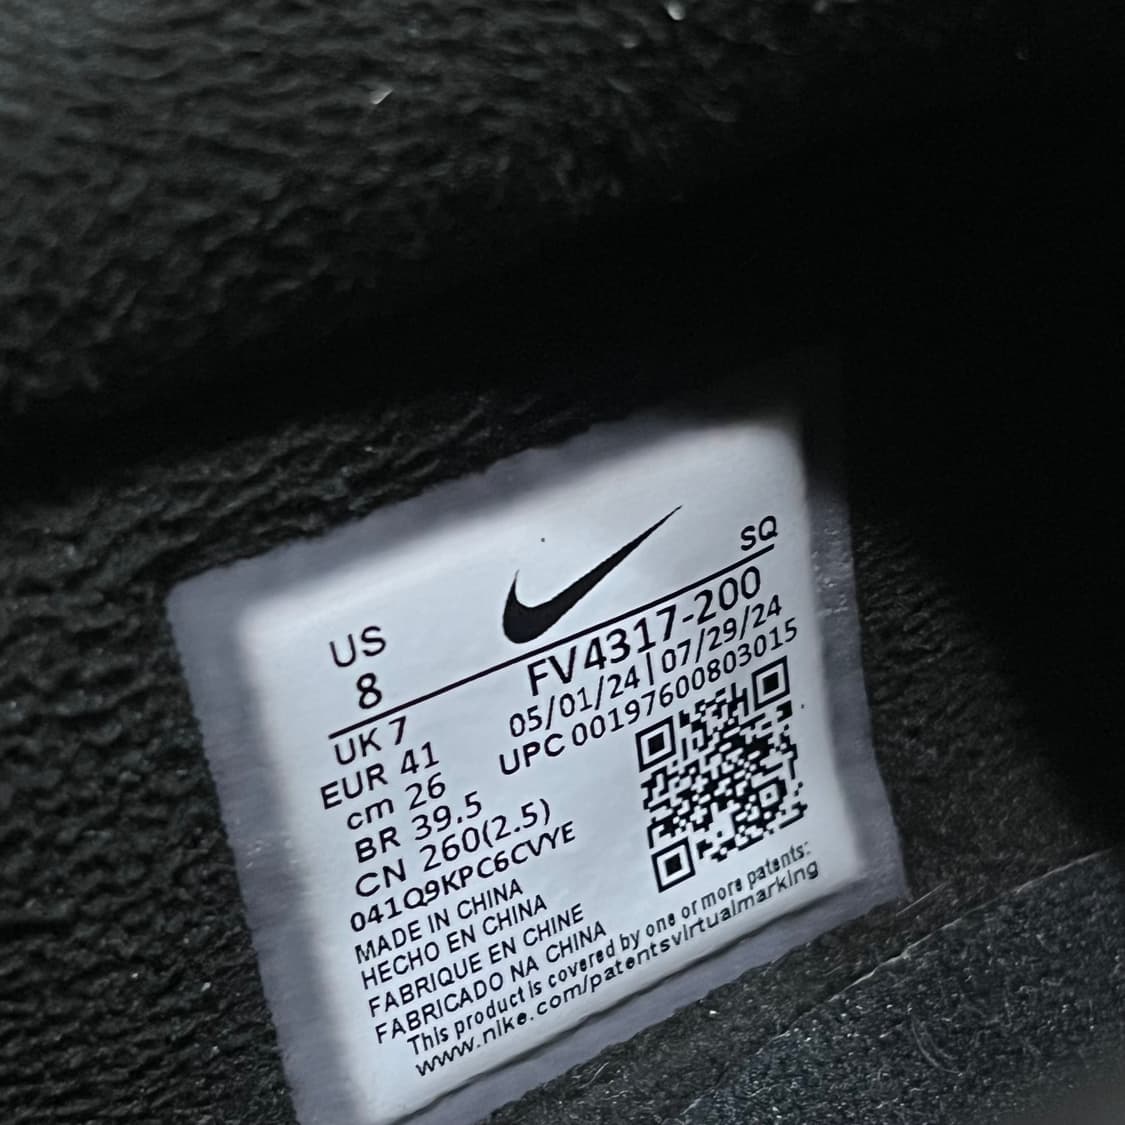 SQ
US
8
FV4317-200
05/01/24|07/29/24
UPC 00197600803015
UK 7
EUR 41
cm 26
BR 39.5
CN 260(2.5)
041Q9KPC6CVYE
MADE IN CHINA
HECHO EN CHINA
FABRIQUE EN CHINE
FABRICADO NA CHINA
This product is covered by one or more patents:
www.nike.com/patentsvirtualmarking